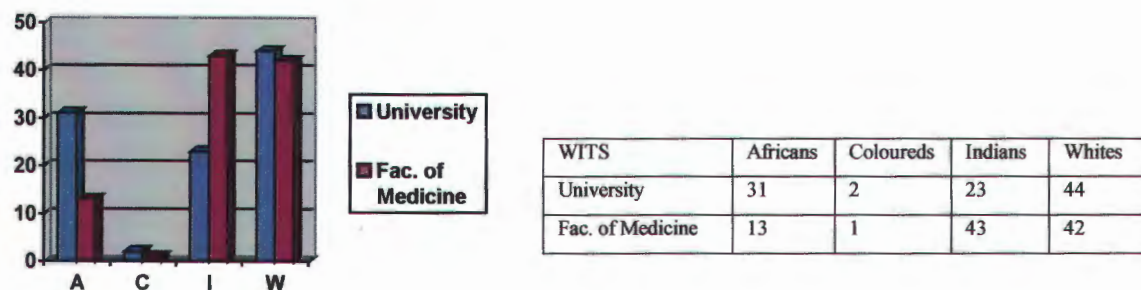 50
40
30
20
10
0
A C I W
University
Fac. of
Medicine
WITS Africans Coloureds Indians Whites
University 31 2 23 44
Fac. of Medicine 13 1 43 42